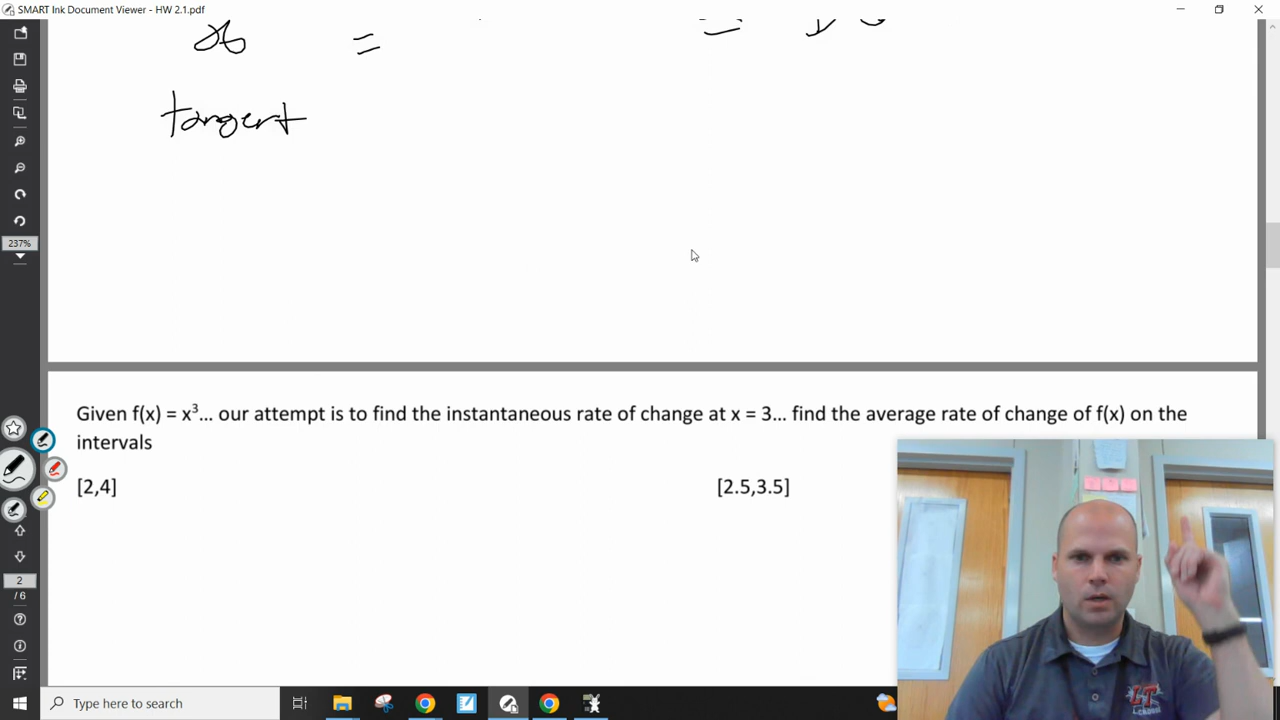 SMART Ink Document Viewer - HW 2.1.pdf
=
tangent
237%
Given f(x) = x³... our attempt is to find the instantaneous rate of change at x = 3... find the average rate of change of f(x) on the
intervals
[2,4]
[2.5,3.5]
2
/ 6
LT
Type here to search